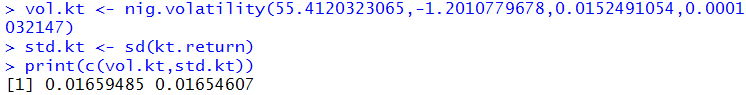 > vol.kt <- nig.volatility(55.4120323065,-1.2010779678,0.0152491054,0.0001
032147)
> std.kt <- sd(kt.return)
> print(c(vol.kt,std.kt))
[1] 0.01659485 0.01654607